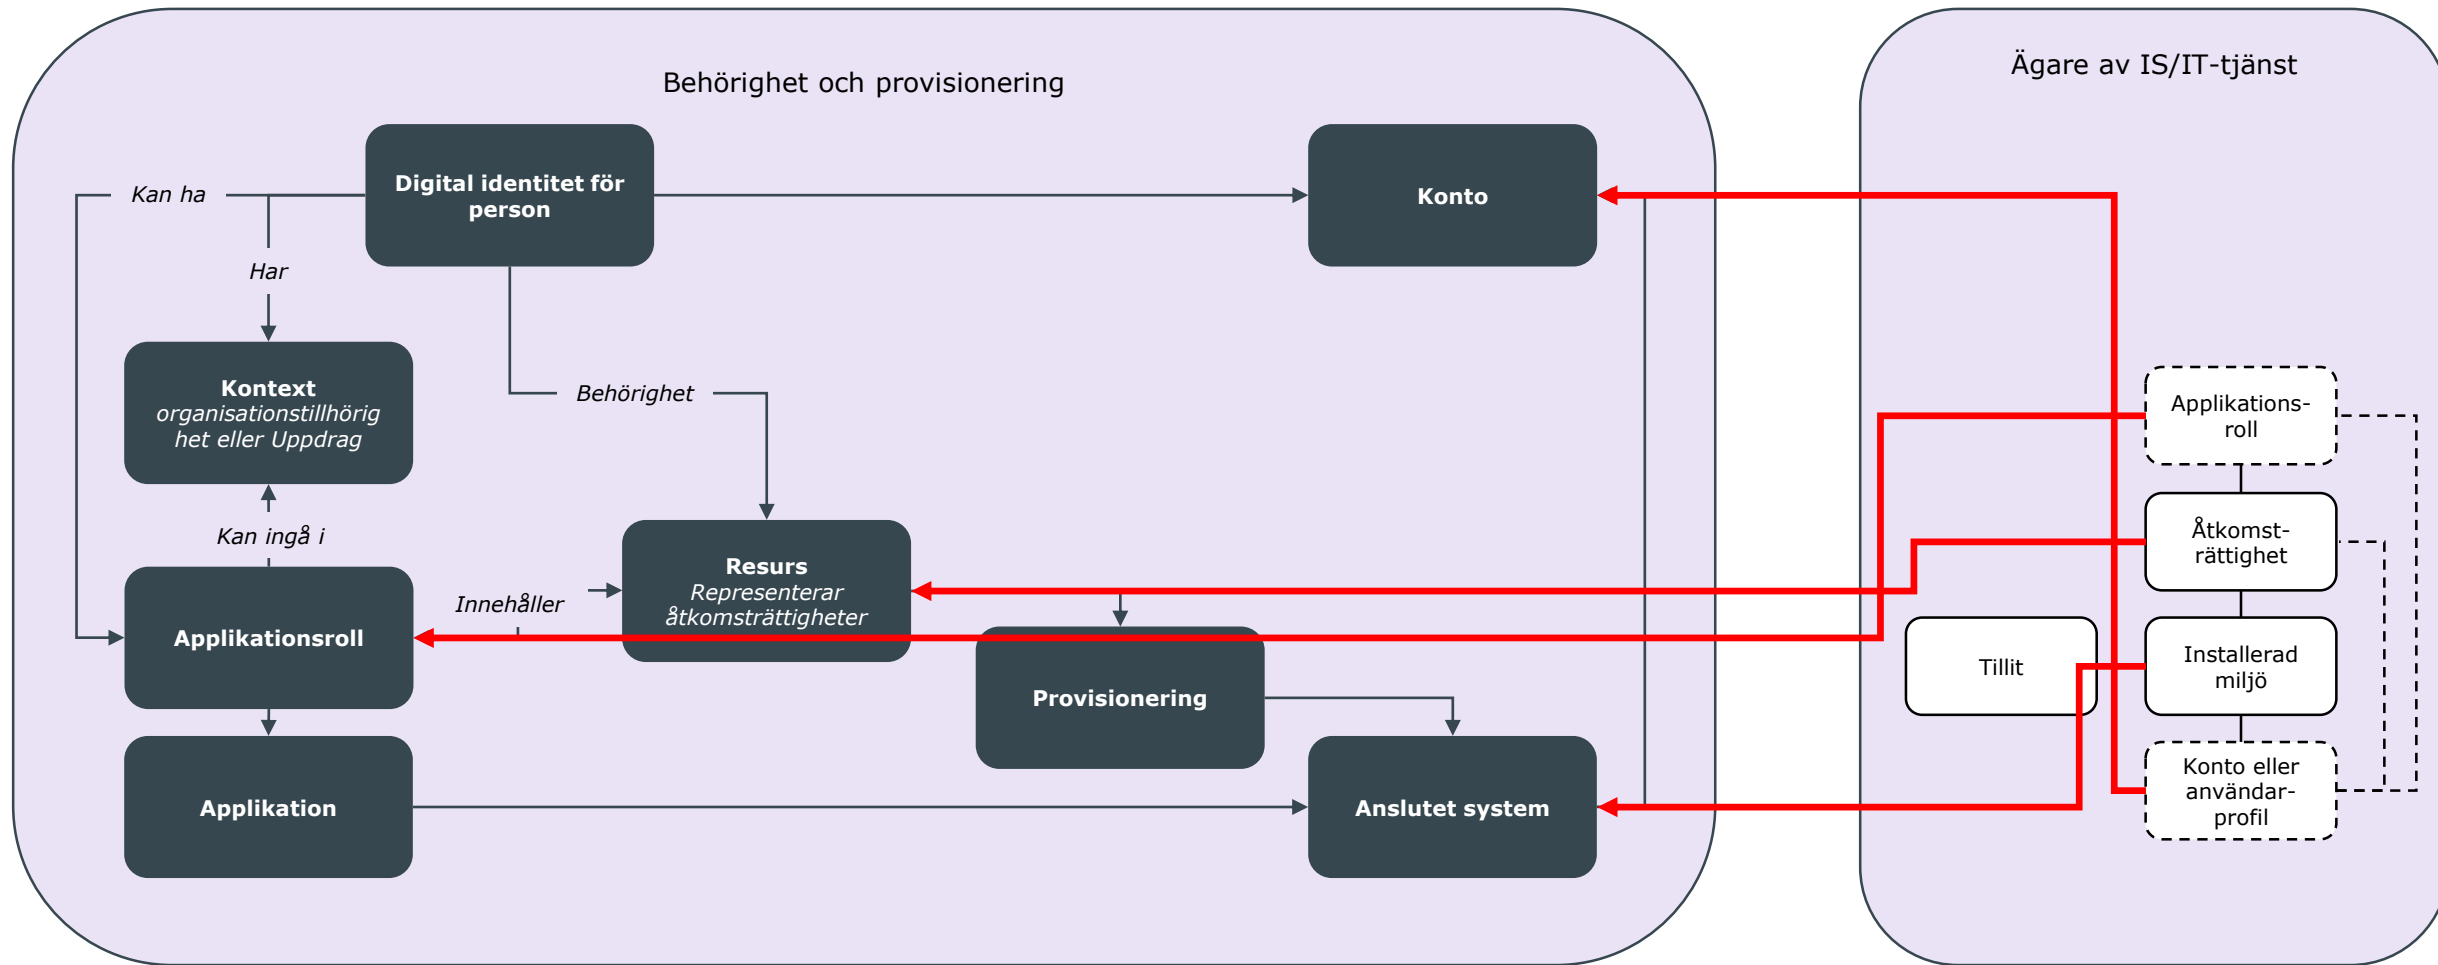 Behörighet och provisionering
Ägare av IS/IT-tjänst
Digital identitet för
person
Konto
Kan ha
Har
Kontext
organisationstillhörig
het eller Uppdrag
Behörighet
Applikations-
roll
Kan ingå i
Åtkomst-
rättighet
Resurs
Representerar
åtkomsträttigheter
Innehåller
Applikationsroll
Tillit
Installerad
miljö
Provisionering
Applikation
Anslutet system
Konto eller
användar-
profil